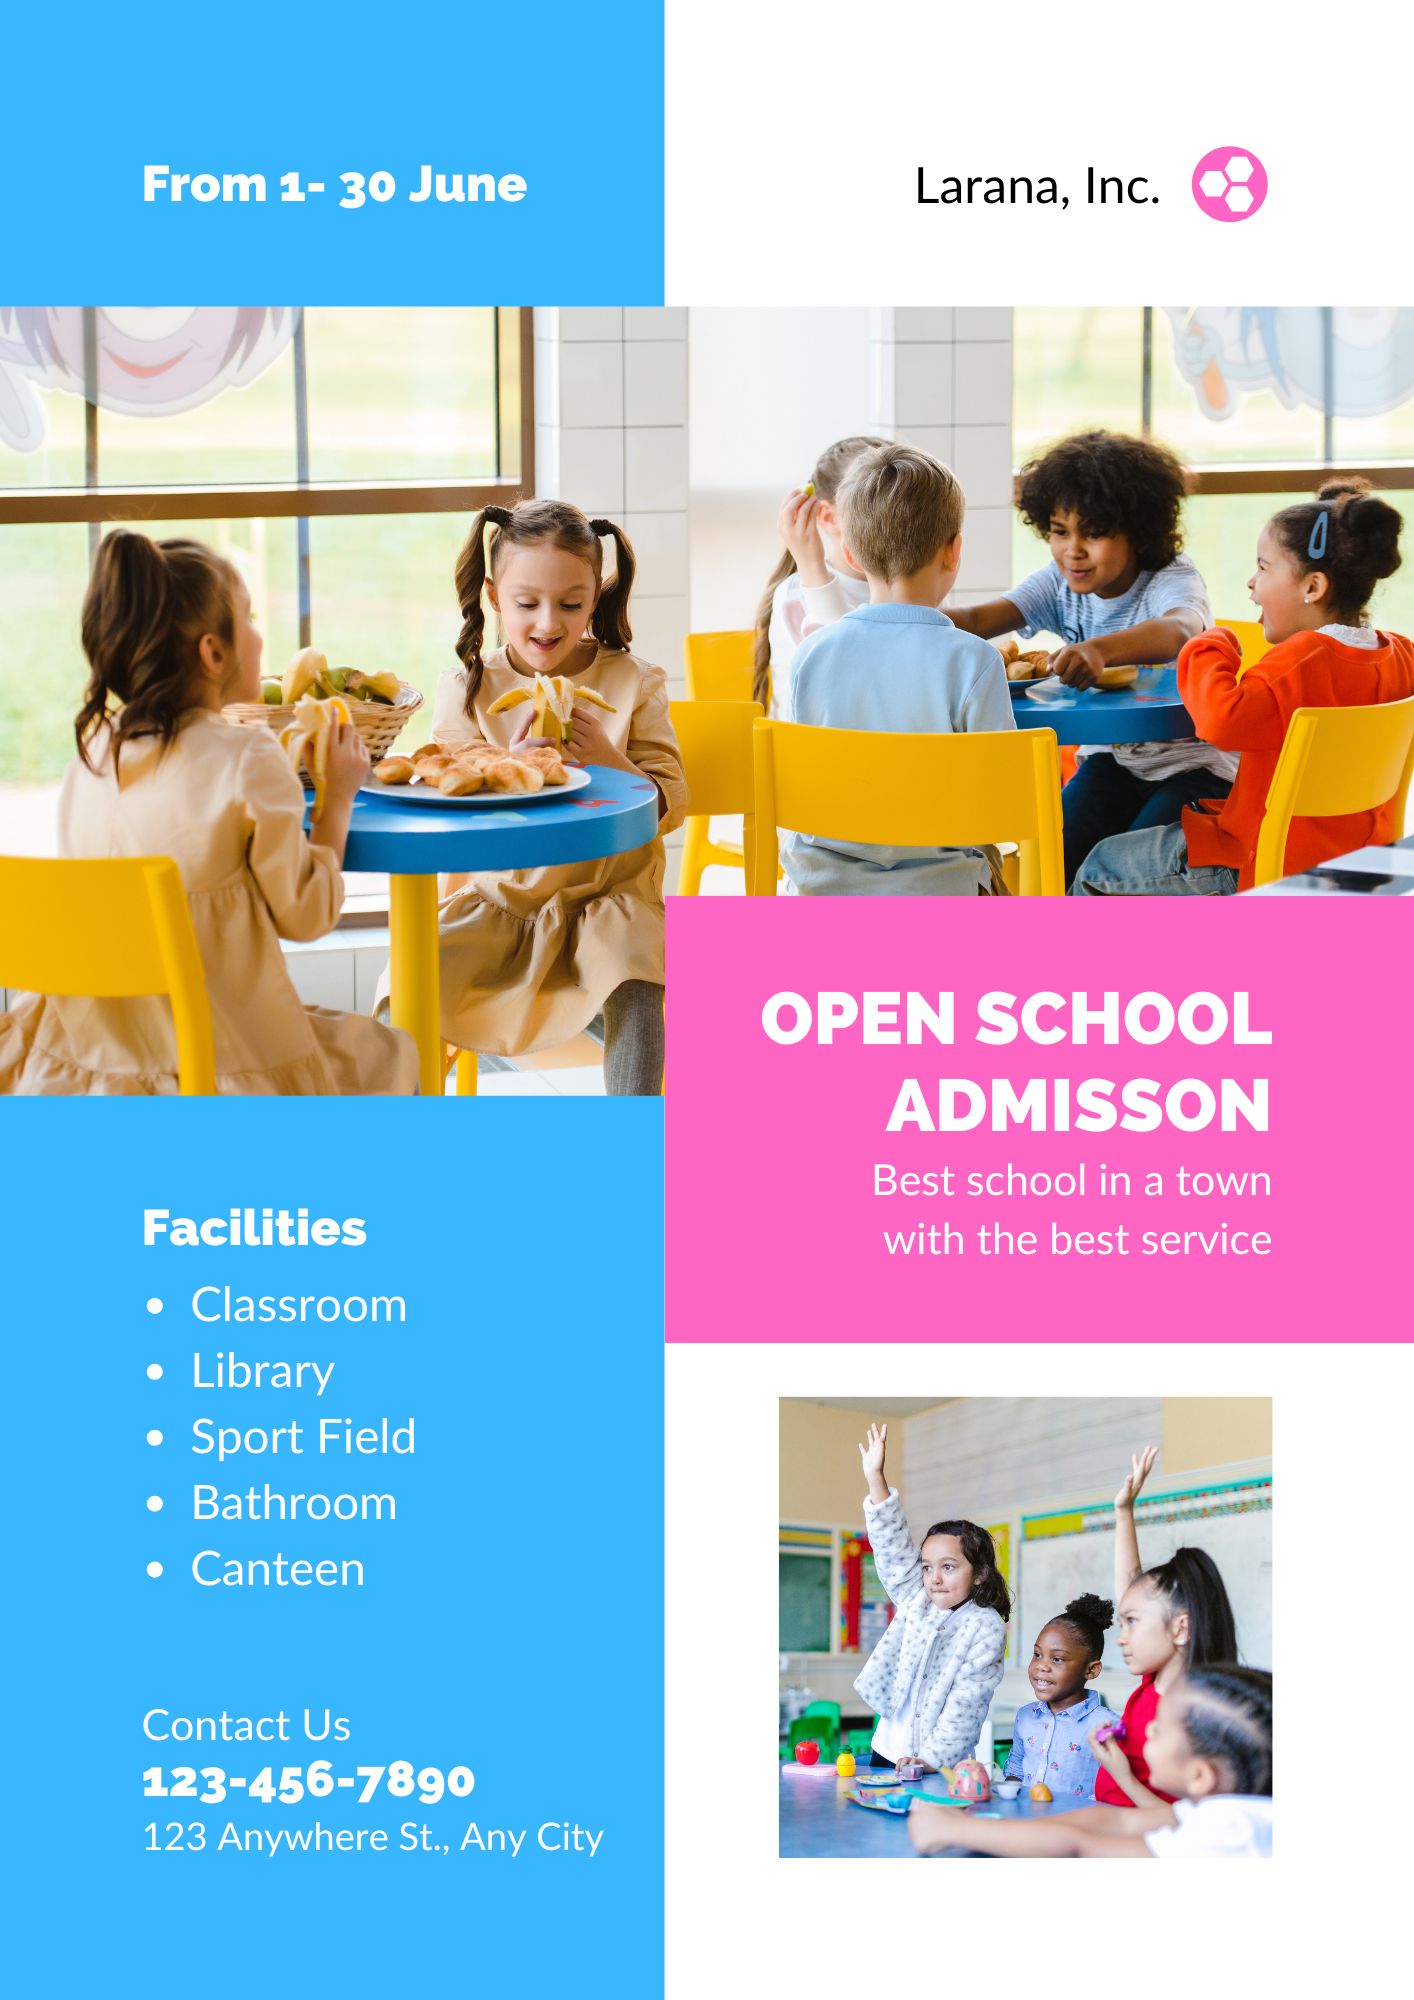 From 1- 30 June
Larana, Inc.
OPEN SCHOOL
ADMISSON
Best school in a town
with the best service
Facilities
• Classroom
• Library
• Sport Field
• Bathroom
• Canteen
Contact Us
123-456-7890
123 Anywhere St., Any City